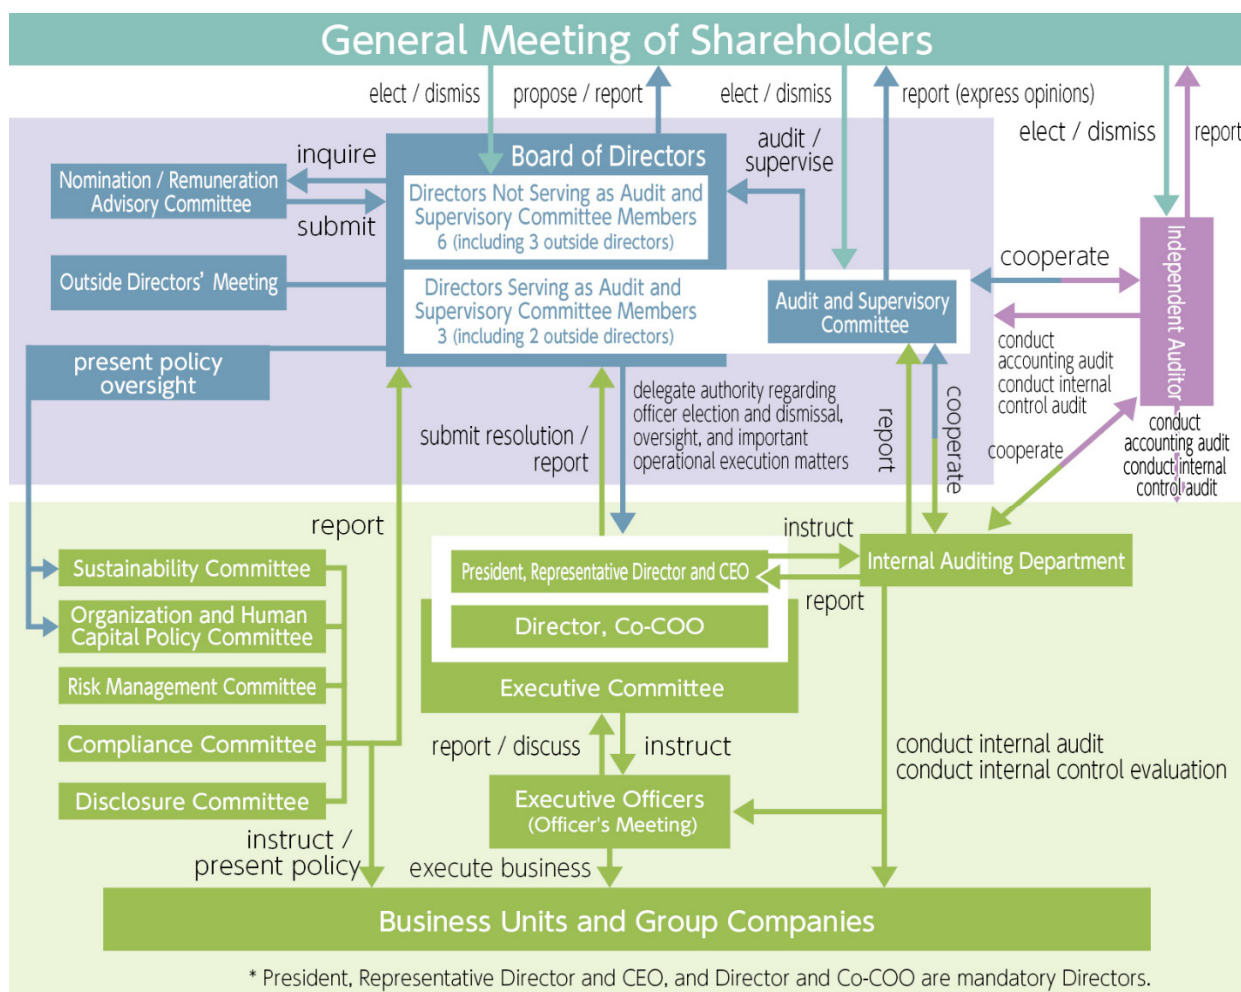 General Meeting of Shareholders
elect / dismiss
propose / report
elect / dismiss
report (express opinions)
elect / dismiss
report
inquire
Nomination / Remuneration
Advisory Committee
submit
Outside Directors' Meeting
present policy
oversight
Board of Directors
Directors Not Serving as Audit and
Supervisory Committee Members
6 (including 3 outside directors)
Directors Serving as Audit and
Supervisory Committee Members
3 (including 2 outside directors)
audit /
supervise
Audit and Supervisory
Committee
cooperate
Independent Auditor
conduct
accounting audit
conduct internal
control audit
conduct
accounting audit
conduct internal
control audit
cooperate
submit resolution /
report
delegate authority regarding
officer election and dismissal,
oversight, and important
operational execution matters
report
cooperate
report
Sustainability Committee
Organization and Human
Capital Policy Committee
Risk Management Committee
Compliance Committee
Disclosure Committee
instruct /
present policy
President, Representative Director and CEO
Director, Co-COO
Executive Committee
instruct
report
Internal Auditing Department
report / discuss
instruct
Executive Officers
(Officer's Meeting)
execute business
conduct internal audit
conduct internal control evaluation
Business Units and Group Companies
* President, Representative Director and CEO, and Director and Co-COO are mandatory Directors.